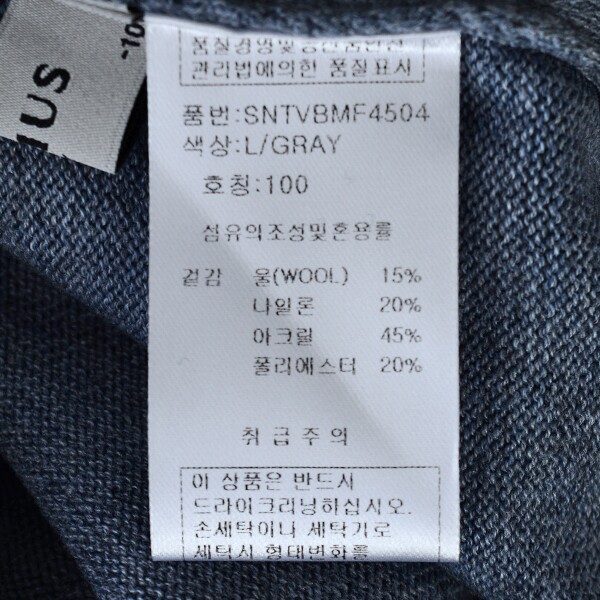 IUS
-100
품질경영및공산품안전
관리법에의한 품질표시
품번:SNTVBMF4504
색상:L/GRAY
호칭:100
섬유의조성및혼용률
겉감 울(WOOL) 15%
나일론 20%
아크릴 45%
폴리에스터 20%
취급주의
이 상품은 반드시
드라이크리닝하십시오.
손세탁이나 세탁기로
세탁시 형태변화를